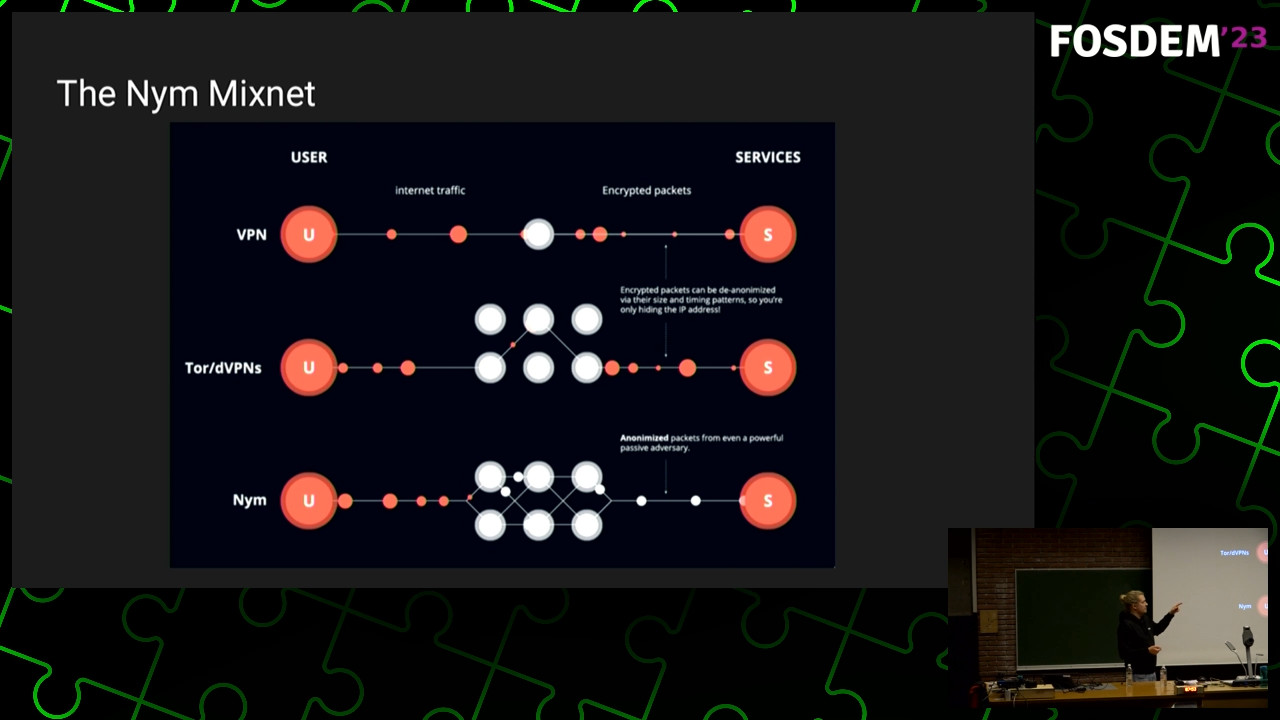 FOSDEM'23
The Nym Mixnet
USER
SERVICES
internet traffic
Encrypted packets
VPN
U
S
Encrypted packets can be de-anonimized
via their size and timing patterns, so you're
only hiding the IP address!
Tor/dVPNs
U
S
Anonimized packets from even a powerful
passive adversary.
Nym
U
S
Tor/dVPNs
Nym